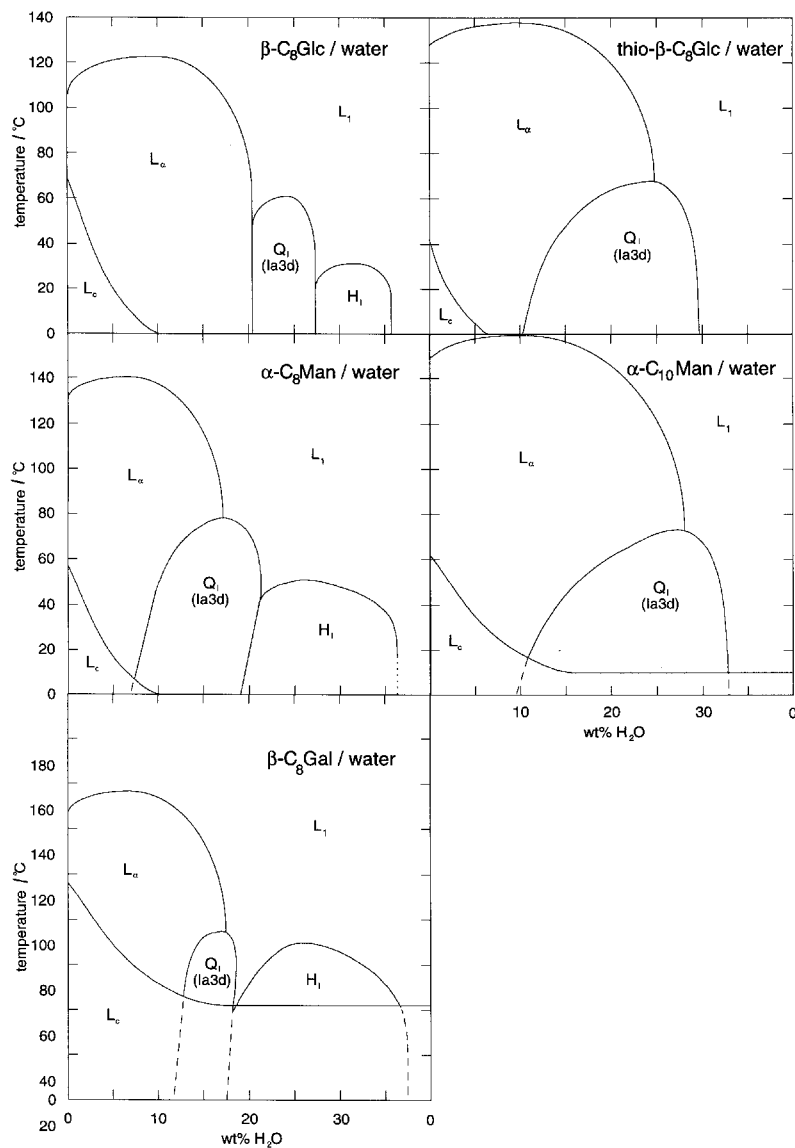 140
120
100
80
60
40
20
0
temperature / °C
β-C8Glc / water
L1
Lα
Lc
QI
(Ia3d)
HI
thio-β-C8Glc / water
L1
Lα
Lc
QI
(Ia3d)
140
120
100
80
60
40
20
0
temperature / °C
α-C8Man / water
L1
Lα
Lc
QI
(Ia3d)
HI
α-C10Man / water
L1
Lα
Lc
QI
(Ia3d)
0 10 20 30 0
wt% H2O
180
160
140
120
100
80
60
40
20
0
temperature / °C
β-C8Gal / water
L1
Lα
Lc
QI
(Ia3d)
HI
0 10 20 30 0
wt% H2O